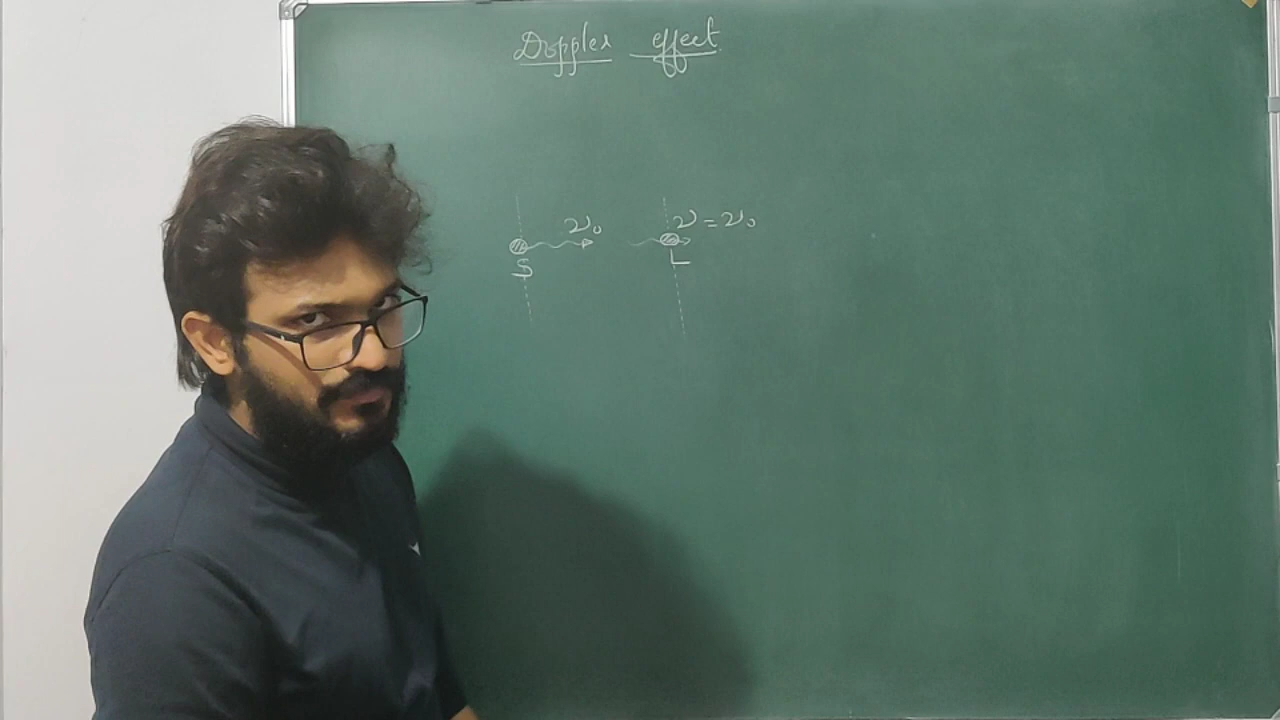 Doppler effect
ν₀ ν = ν₀
S L